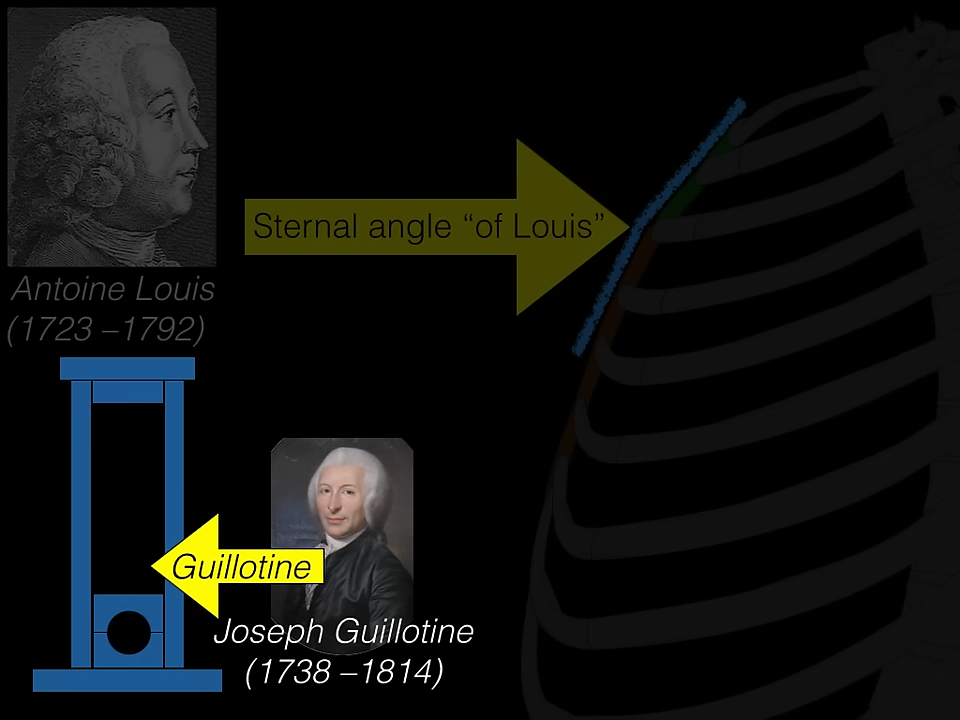 Sternal angle “of Louis”
Antoine Louis
(1723 –1792)
Guillotine
Joseph Guillotine
(1738 –1814)